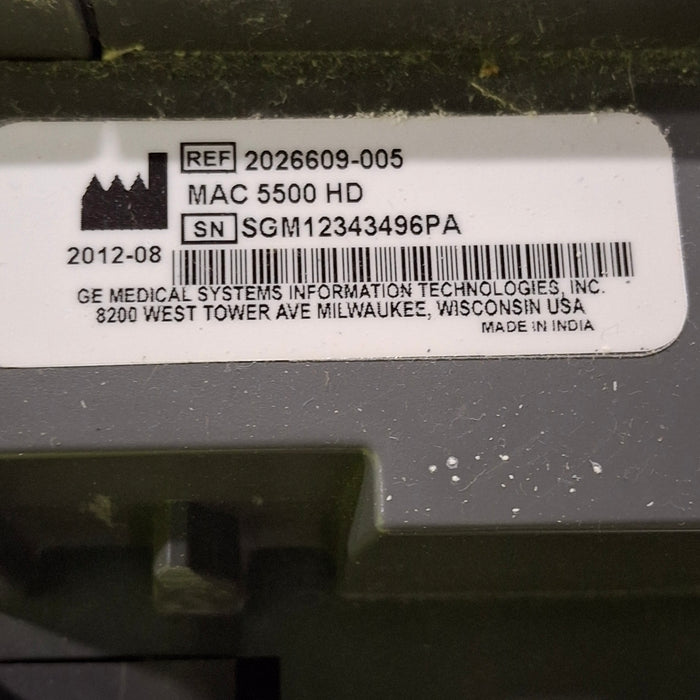 REF 2026609-005
MAC 5500 HD
SN SGM12343496PA
2012-08
GE MEDICAL SYSTEMS INFORMATION TECHNOLOGIES, INC.
8200 WEST TOWER AVE MILWAUKEE, WISCONSIN USA
MADE IN INDIA